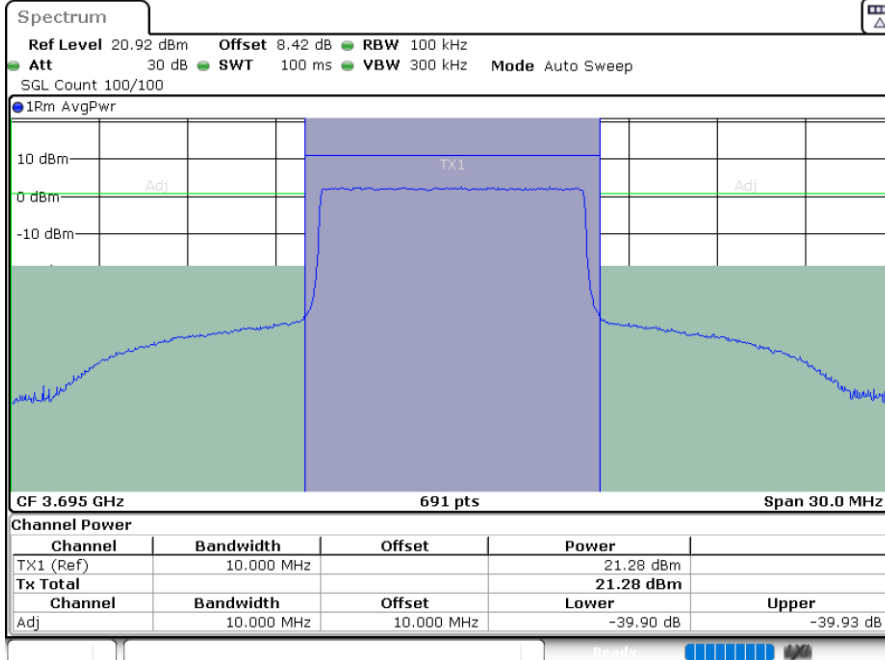 Spectrum
Ref Level 20.92 dBm Offset 8.42 dB RBW 100 kHz
Att 30 dB SWT 100 ms VBW 300 kHz Mode Auto Sweep
SGL Count 100/100
1Rm AvgPwr
10 dBm
TX1
Adj Adj
0 dBm
-10 dBm
CF 3.695 GHz 691 pts Span 30.0 MHz
Channel Power
Channel Bandwidth Offset Power
TX1 (Ref) 10.000 MHz 21.28 dBm
Tx Total 21.28 dBm
Channel Bandwidth Offset Lower Upper
Adj 10.000 MHz 10.000 MHz -39.90 dB -39.93 dB
Ready